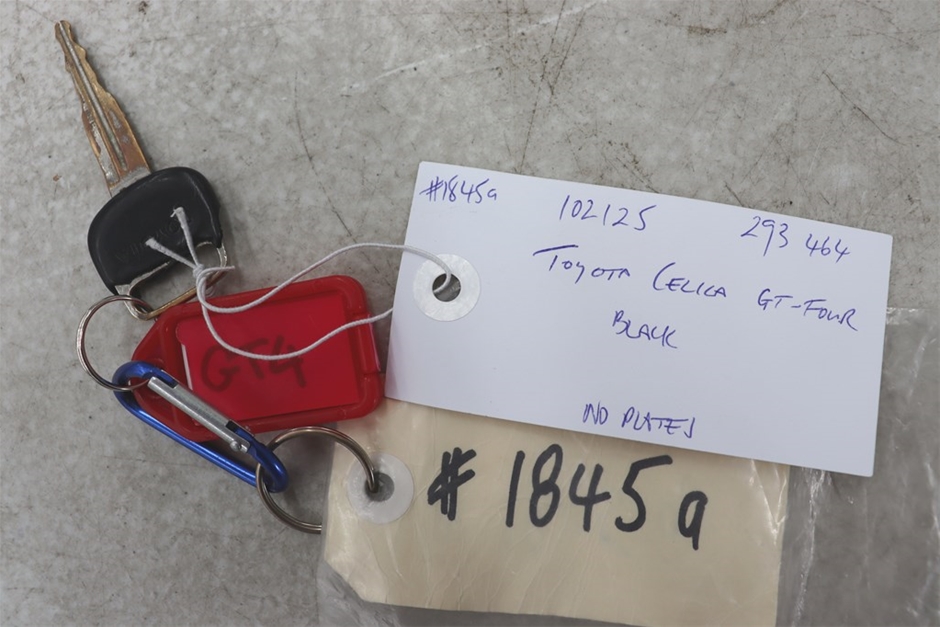 #1845a 102125 293 464
TOYOTA CELICA GT-FOUR
BLACK
NO PLATES
GT4
# 1845a